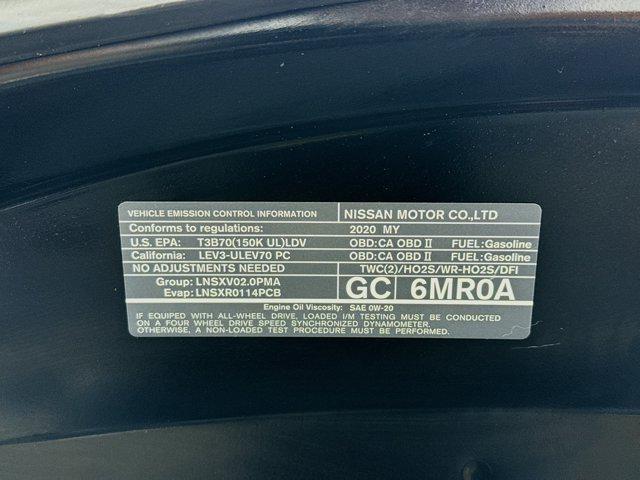 VEHICLE EMISSION CONTROL INFORMATION NISSAN MOTOR CO.,LTD
Conforms to regulations: 2020 MY
U.S. EPA: T3B70(150K UL)LDV OBD:CA OBD II FUEL:Gasoline
California: LEV3-ULEV70 PC OBD:CA OBD II FUEL:Gasoline
NO ADJUSTMENTS NEEDED TWC(2)/HO2S/WR-HO2S/DFI
Group: LNSXV02.0PMA
Evap: LNSXR0114PCB
GC 6MR0A
Engine Oil Viscosity: SAE 0W-20
IF EQUIPED WITH ALL-WHEEL DRIVE, LOADED I/M TESTING MUST BE CONDUCTED
ON A FOUR WHEEL DRIVE SPEED SYNCHRONIZED DYNAMOMETER.
OTHERWISE, A NON-LOADED TEST PROCEDURE MUST BE PERFORMED.